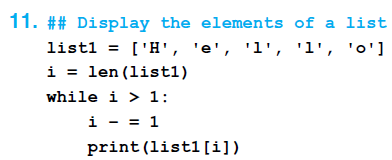 11. ## Display the elements of a list
list1 = ['H', 'e', 'l', 'l', 'o']
i = len(list1)
while i > 1:
    i - = 1
    print(list1[i])